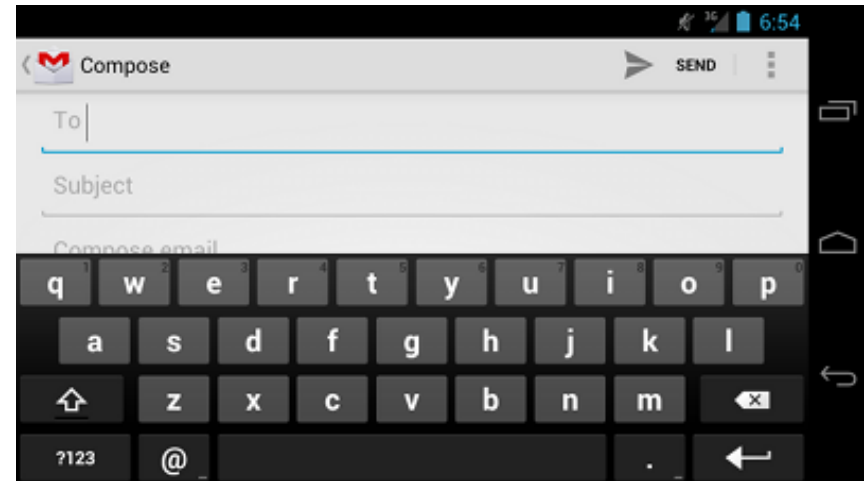 3G 6:54
Compose SEND
To
Subject
Compose email
q 1 w 2 e 3 r 4 t 5 y 6 u 7 i 8 o 9 p 0
a s d f g h j k l
z x c v b n m
?123 @ _ . _